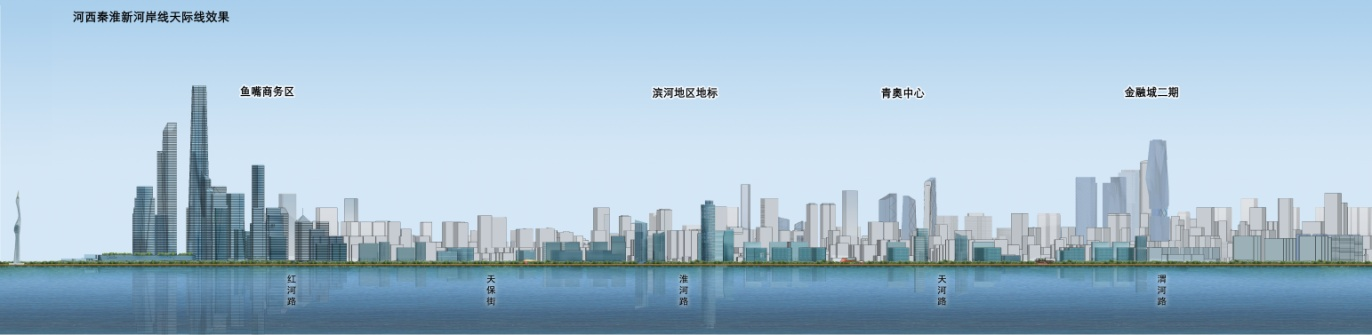 河西秦淮新河岸线天际线效果
鱼嘴商务区
滨河地区地标
青奥中心
金融城二期
红河路
天保街
淮河路
天河路
渭河路